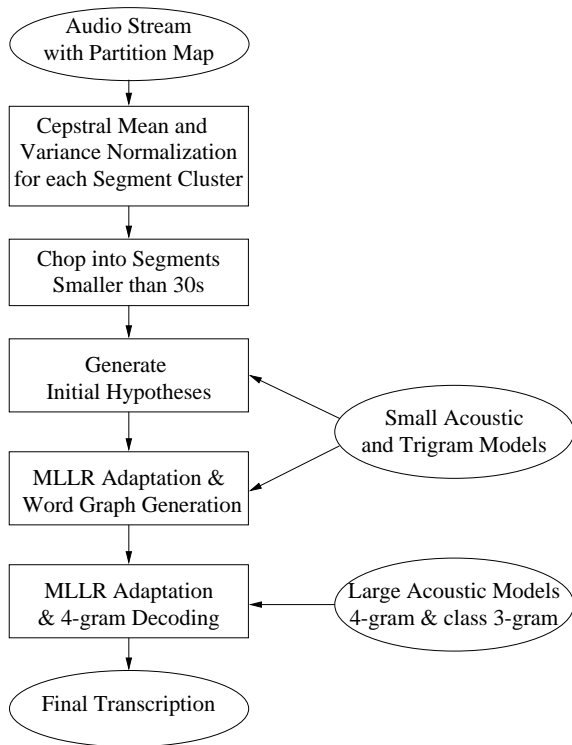 Audio Stream
with Partition Map
Cepstral Mean and
Variance Normalization
for each Segment Cluster
Chop into Segments
Smaller than 30s
Generate
Initial Hypotheses
Small Acoustic
and Trigram Models
MLLR Adaptation &
Word Graph Generation
MLLR Adaptation
& 4-gram Decoding
Large Acoustic Models
4-gram & class 3-gram
Final Transcription